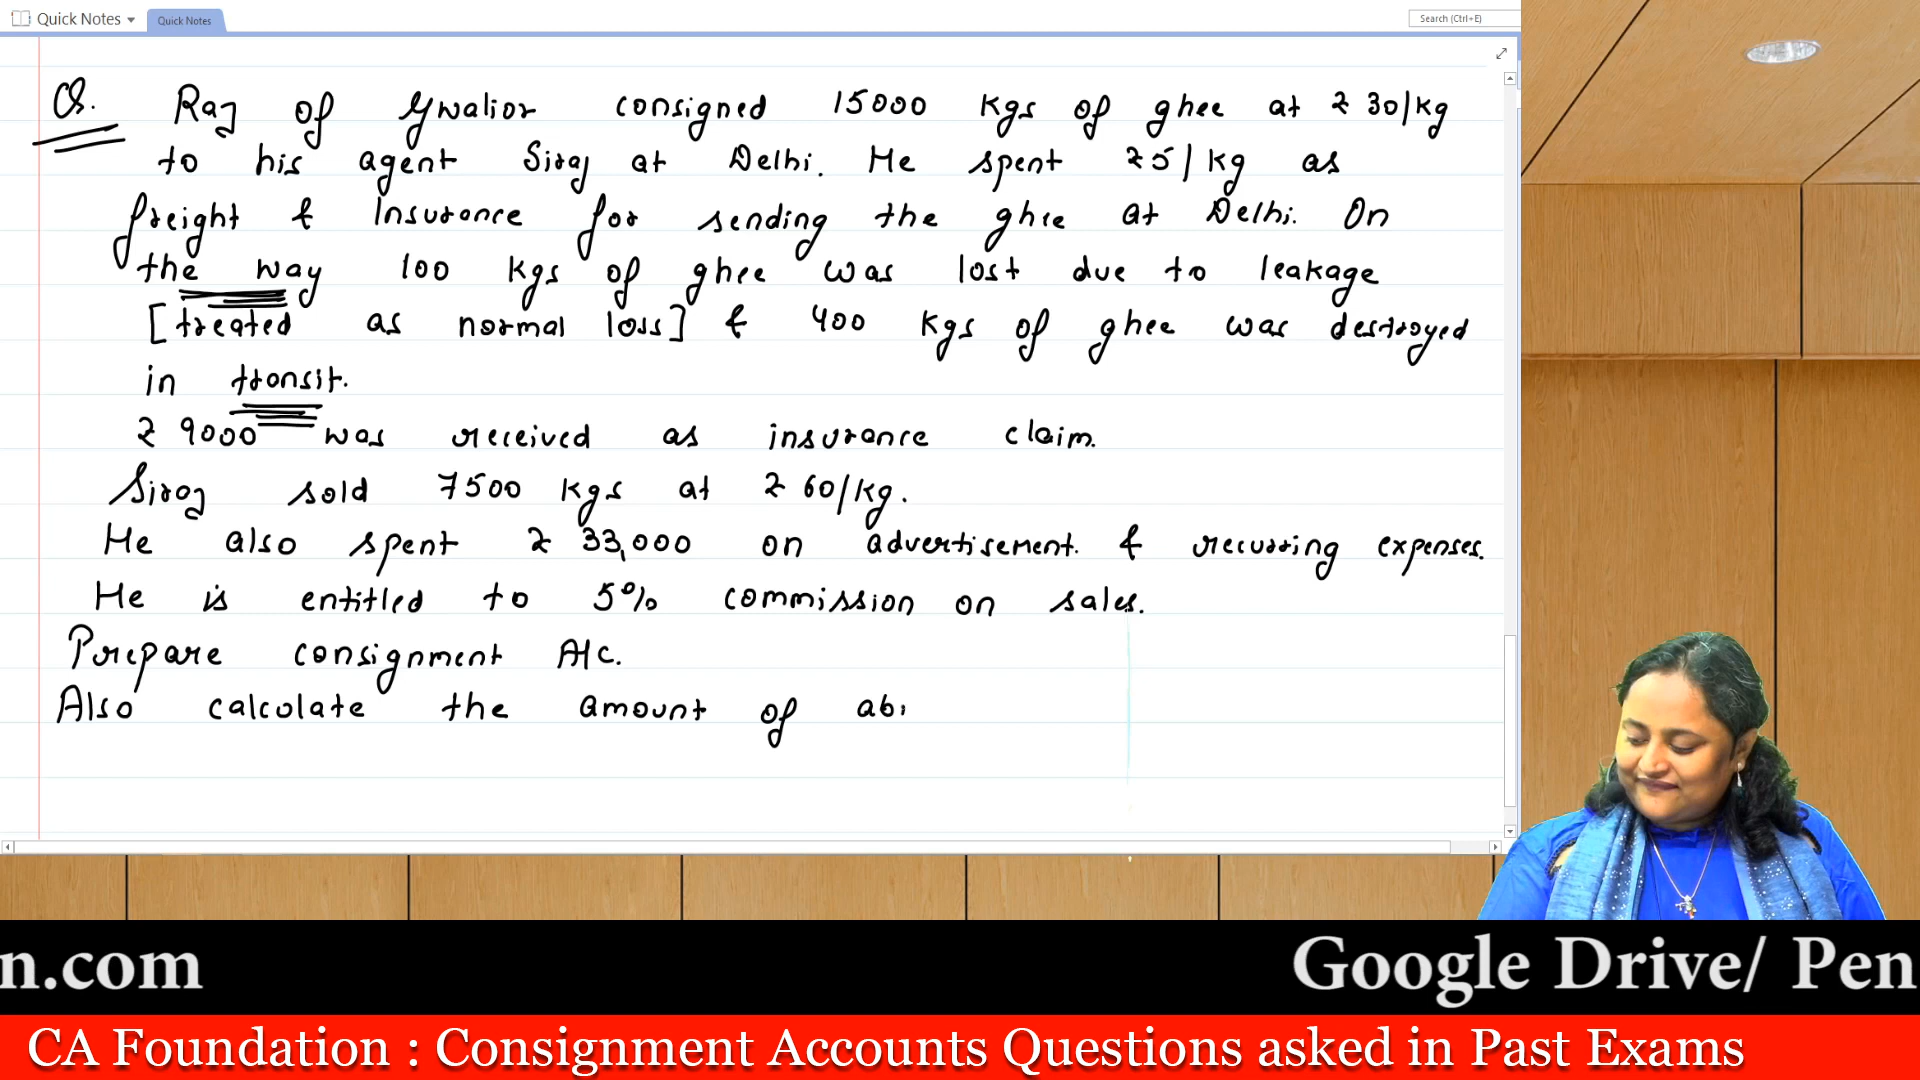 Quick Notes
Quick Notes
Search (Ctrl+E)
Q. Raj of Gwalior consigned 15000 Kgs of ghee at ₹ 30/Kg
to his agent Siraj at Delhi. He spent ₹5/kg as
freight & Insurance for sending the ghee at Delhi. On
the way 100 kgs of ghee was lost due to leakage
[treated as normal loss] & 400 kgs of ghee was destroyed
in transit.
₹ 9000 was received as insurance claim.
Siraj sold 7500 kgs at ₹ 60/kg.
He also spent ₹ 33,000 on advertisement & recurring expenses.
He is entitled to 5% commission on sales.
Prepare consignment A/c.
Also calculate the amount of ab
n.com Google Drive/ Pen
CA Foundation : Consignment Accounts Questions asked in Past Exams